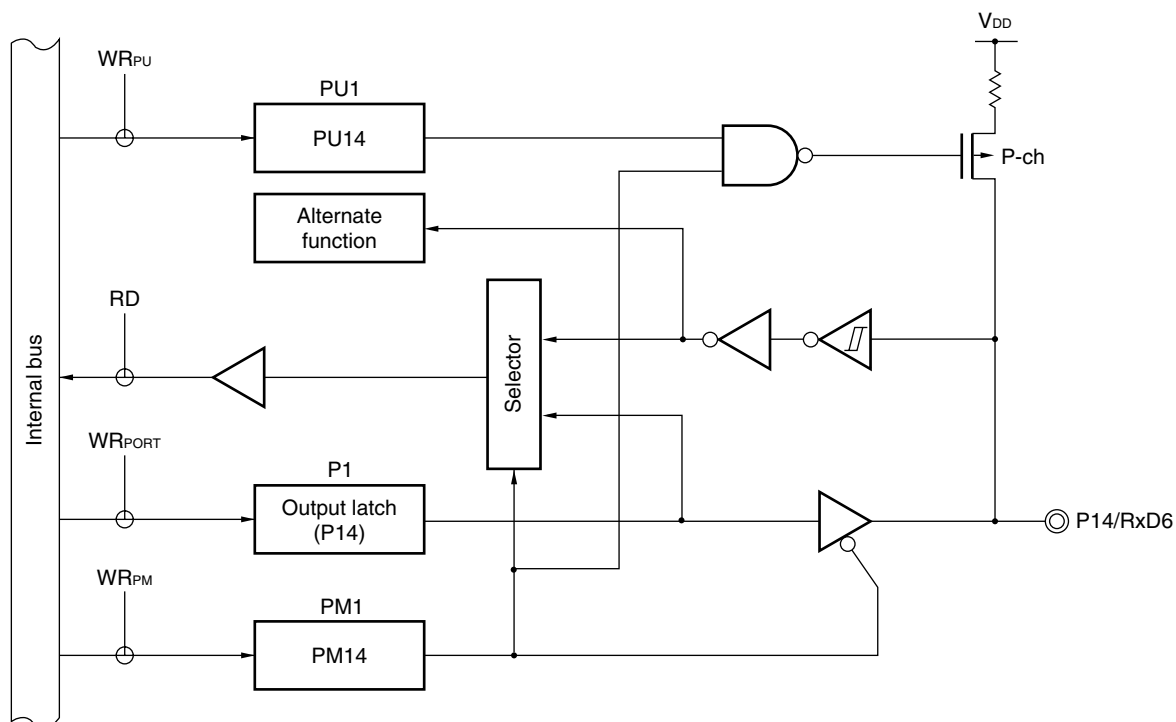 VDD
WRPU
PU1
PU14
P-ch
Alternate
function
RD
Selector
Internal bus
WRPORT
P1
Output latch
(P14)
P14/RxD6
WRPM
PM1
PM14